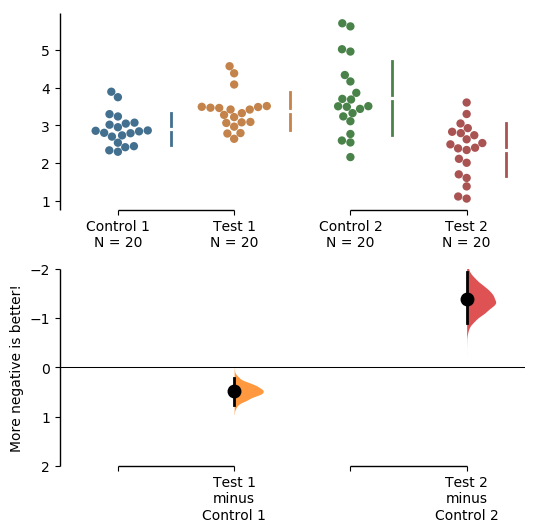 5
4
3
2
1
Control 1
N = 20
Test 1
N = 20
Control 2
N = 20
Test 2
N = 20
More negative is better!
−2
−1
0
1
2
Test 1
minus
Control 1
Test 2
minus
Control 2